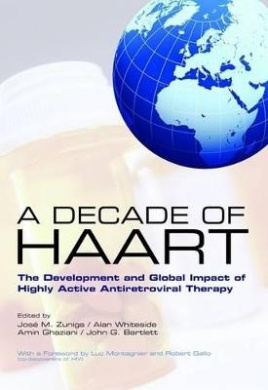 A DECADE OF
HAART
The Development and Global Impact of
Highly Active Antiretroviral Therapy
Edited by
José M. Zuniga / Alan Whiteside
Amin Ghaziani / John G. Bartlett
With a Foreword by Luc Montagnier and Robert Gallo
(co-discoverers of HIV)